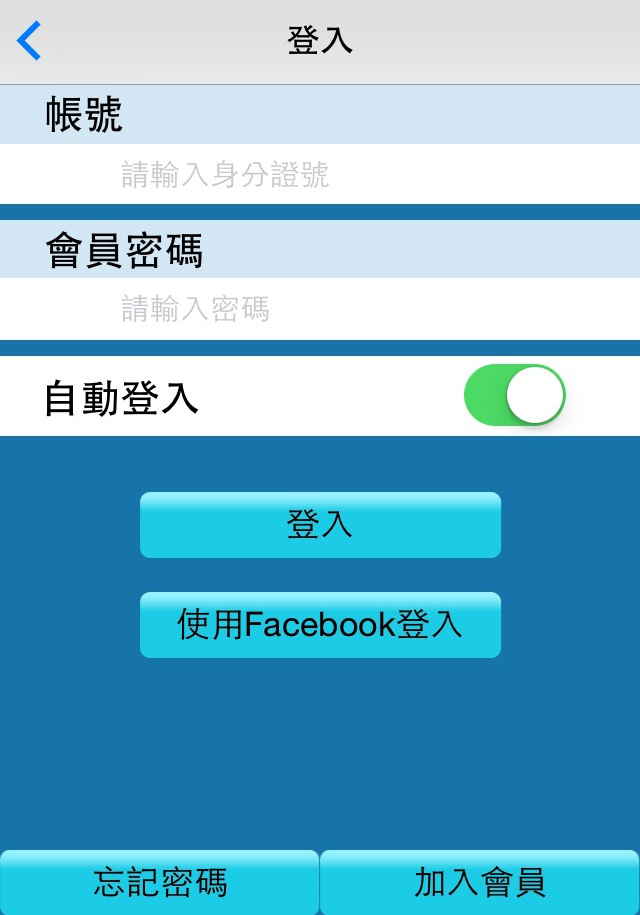 登入
帳號
請輸入身分證號
會員密碼
請輸入密碼
自動登入
登入
使用Facebook登入
忘記密碼
加入會員